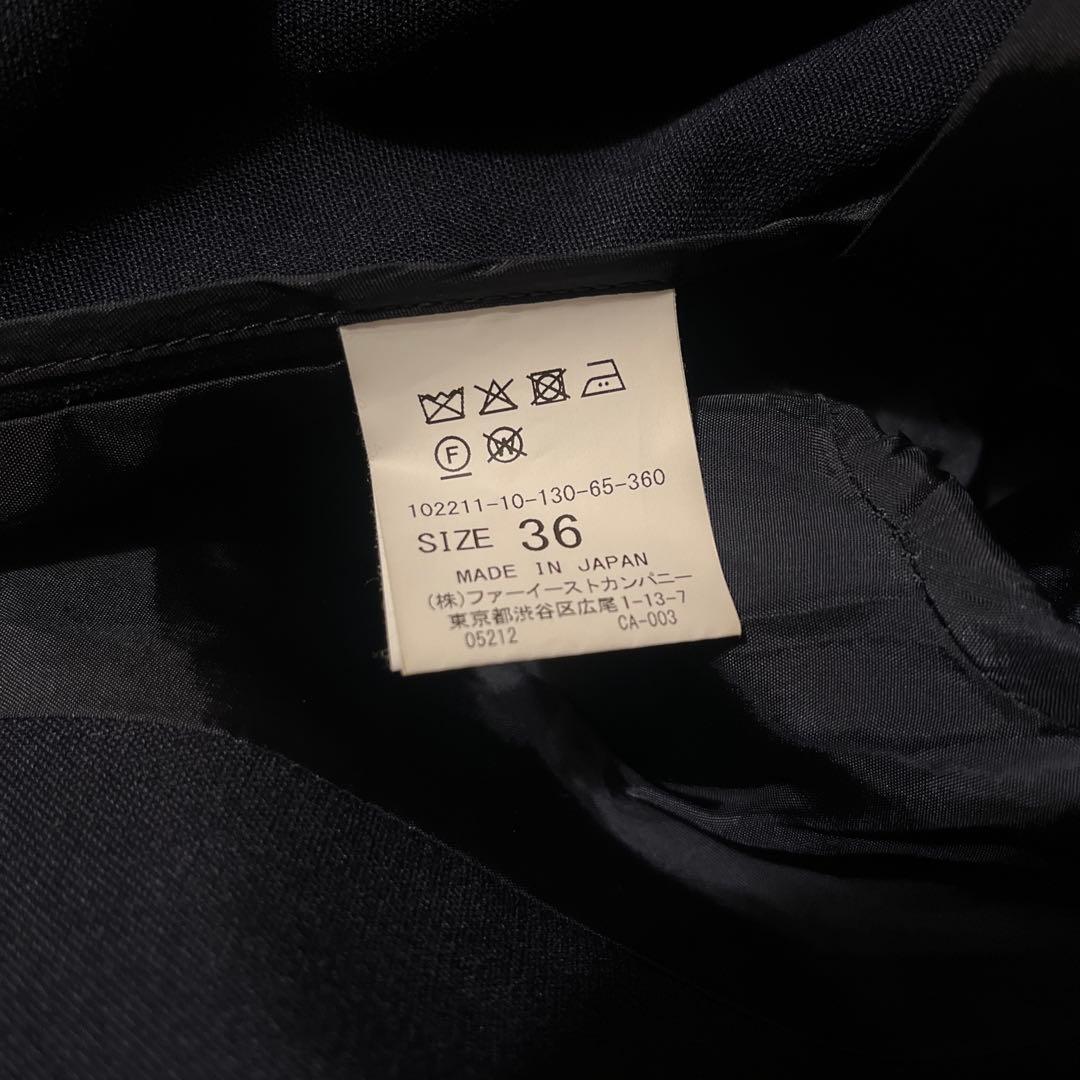 F W
102211-10-130-65-360
SIZE 36
MADE IN JAPAN
(株)ファーイーストカンパニー
東京都渋谷区広尾1-13-7
05212 CA-003